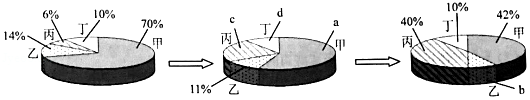 14% 6% 10% 70%
乙 丙 丁 甲
c d a
丙 丁 甲
11% 乙
40% 10% 42%
丙 丁 甲
乙 b